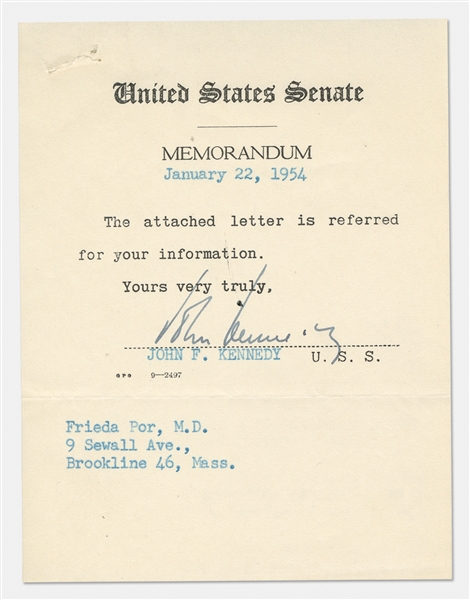 United States Senate
MEMORANDUM
January 22, 1954
The attached letter is referred
for your information.
Yours very truly,
John Kennedy
JOHN F. KENNEDY U. S. S.
GPO 9—2497
Frieda Por, M.D.
9 Sewall Ave.,
Brookline 46, Mass.